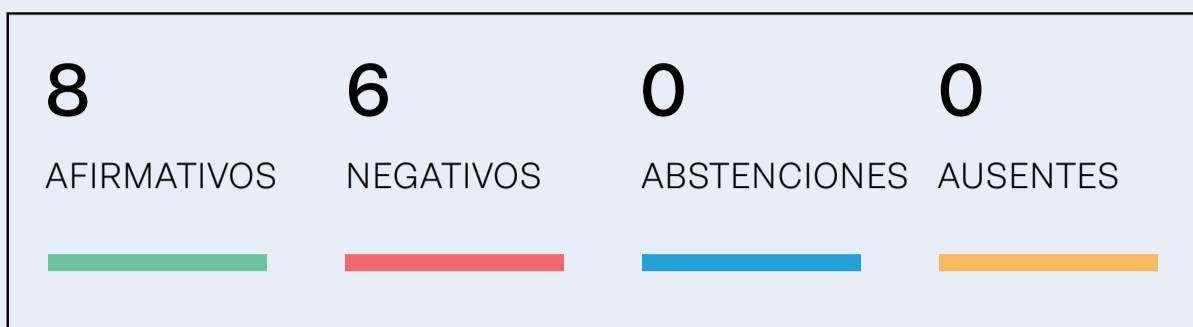 8 6 0 0
AFIRMATIVOS NEGATIVOS ABSTENCIONES AUSENTES